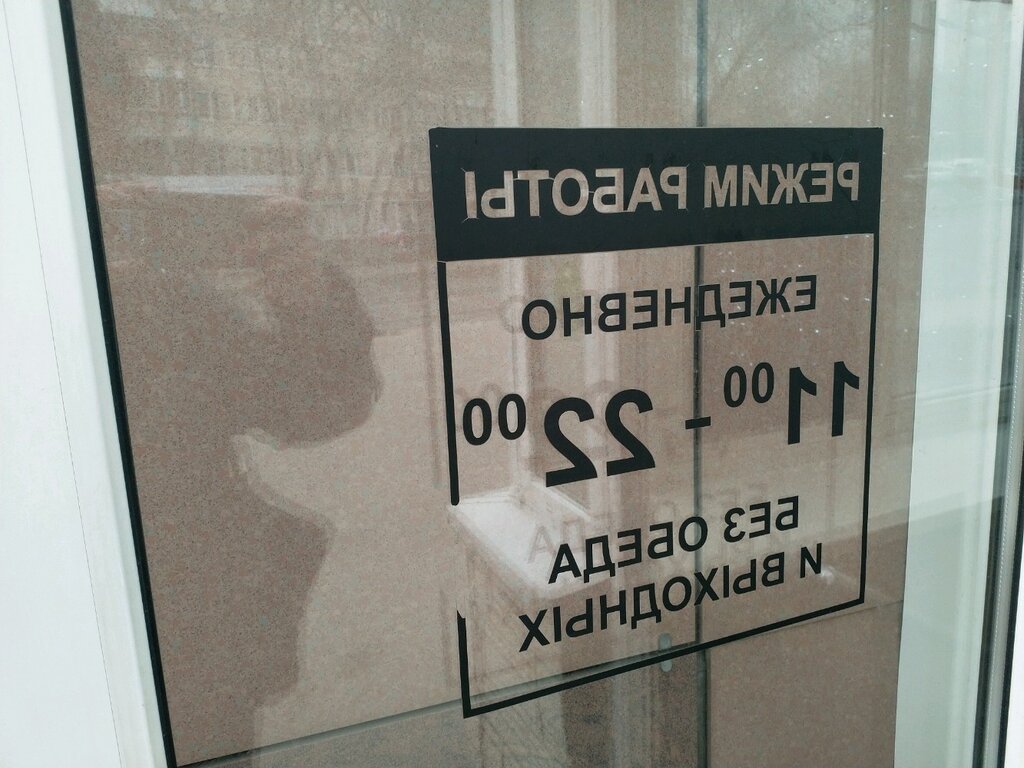 РЕЖИМ РАБОТЫ
ЕЖЕДНЕВНО
11⁰⁰ - 22⁰⁰
БЕЗ ОБЕДА
И ВЫХОДНЫХ